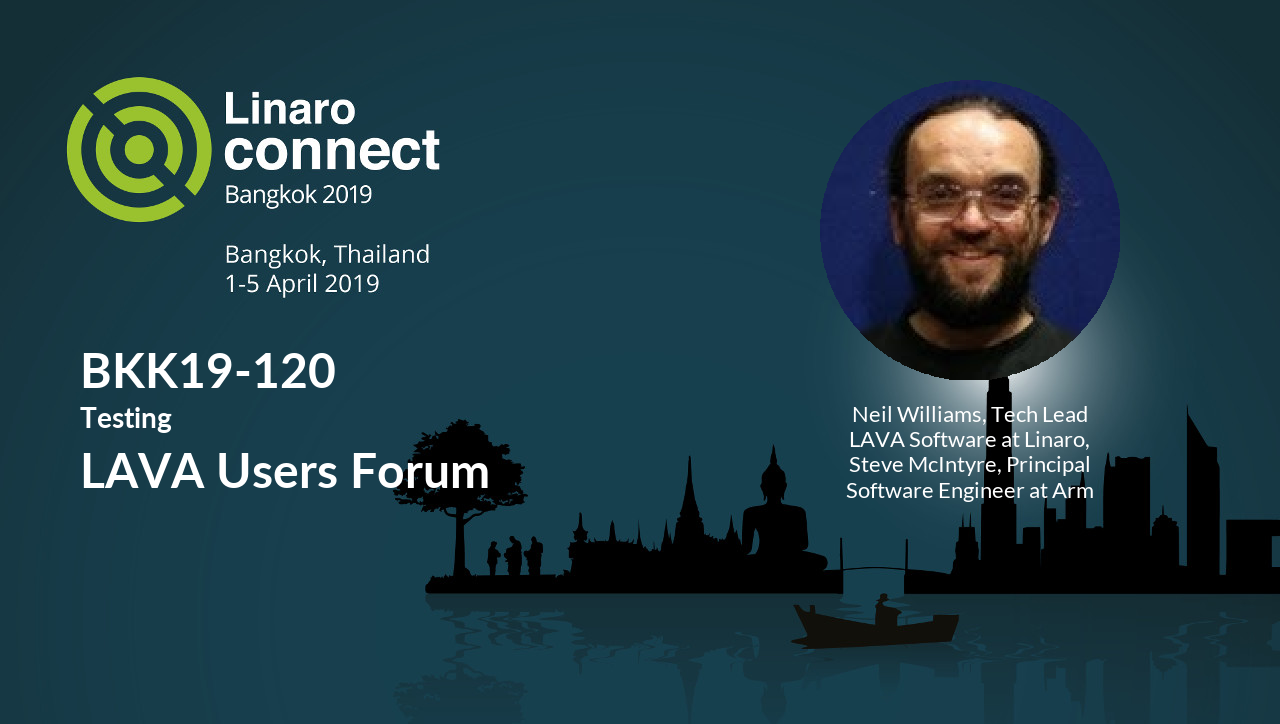 Linaro
connect
Bangkok 2019
Bangkok, Thailand
1-5 April 2019
BKK19-120
Testing
LAVA Users Forum
Neil Williams, Tech Lead
LAVA Software at Linaro,
Steve McIntyre, Principal
Software Engineer at Arm